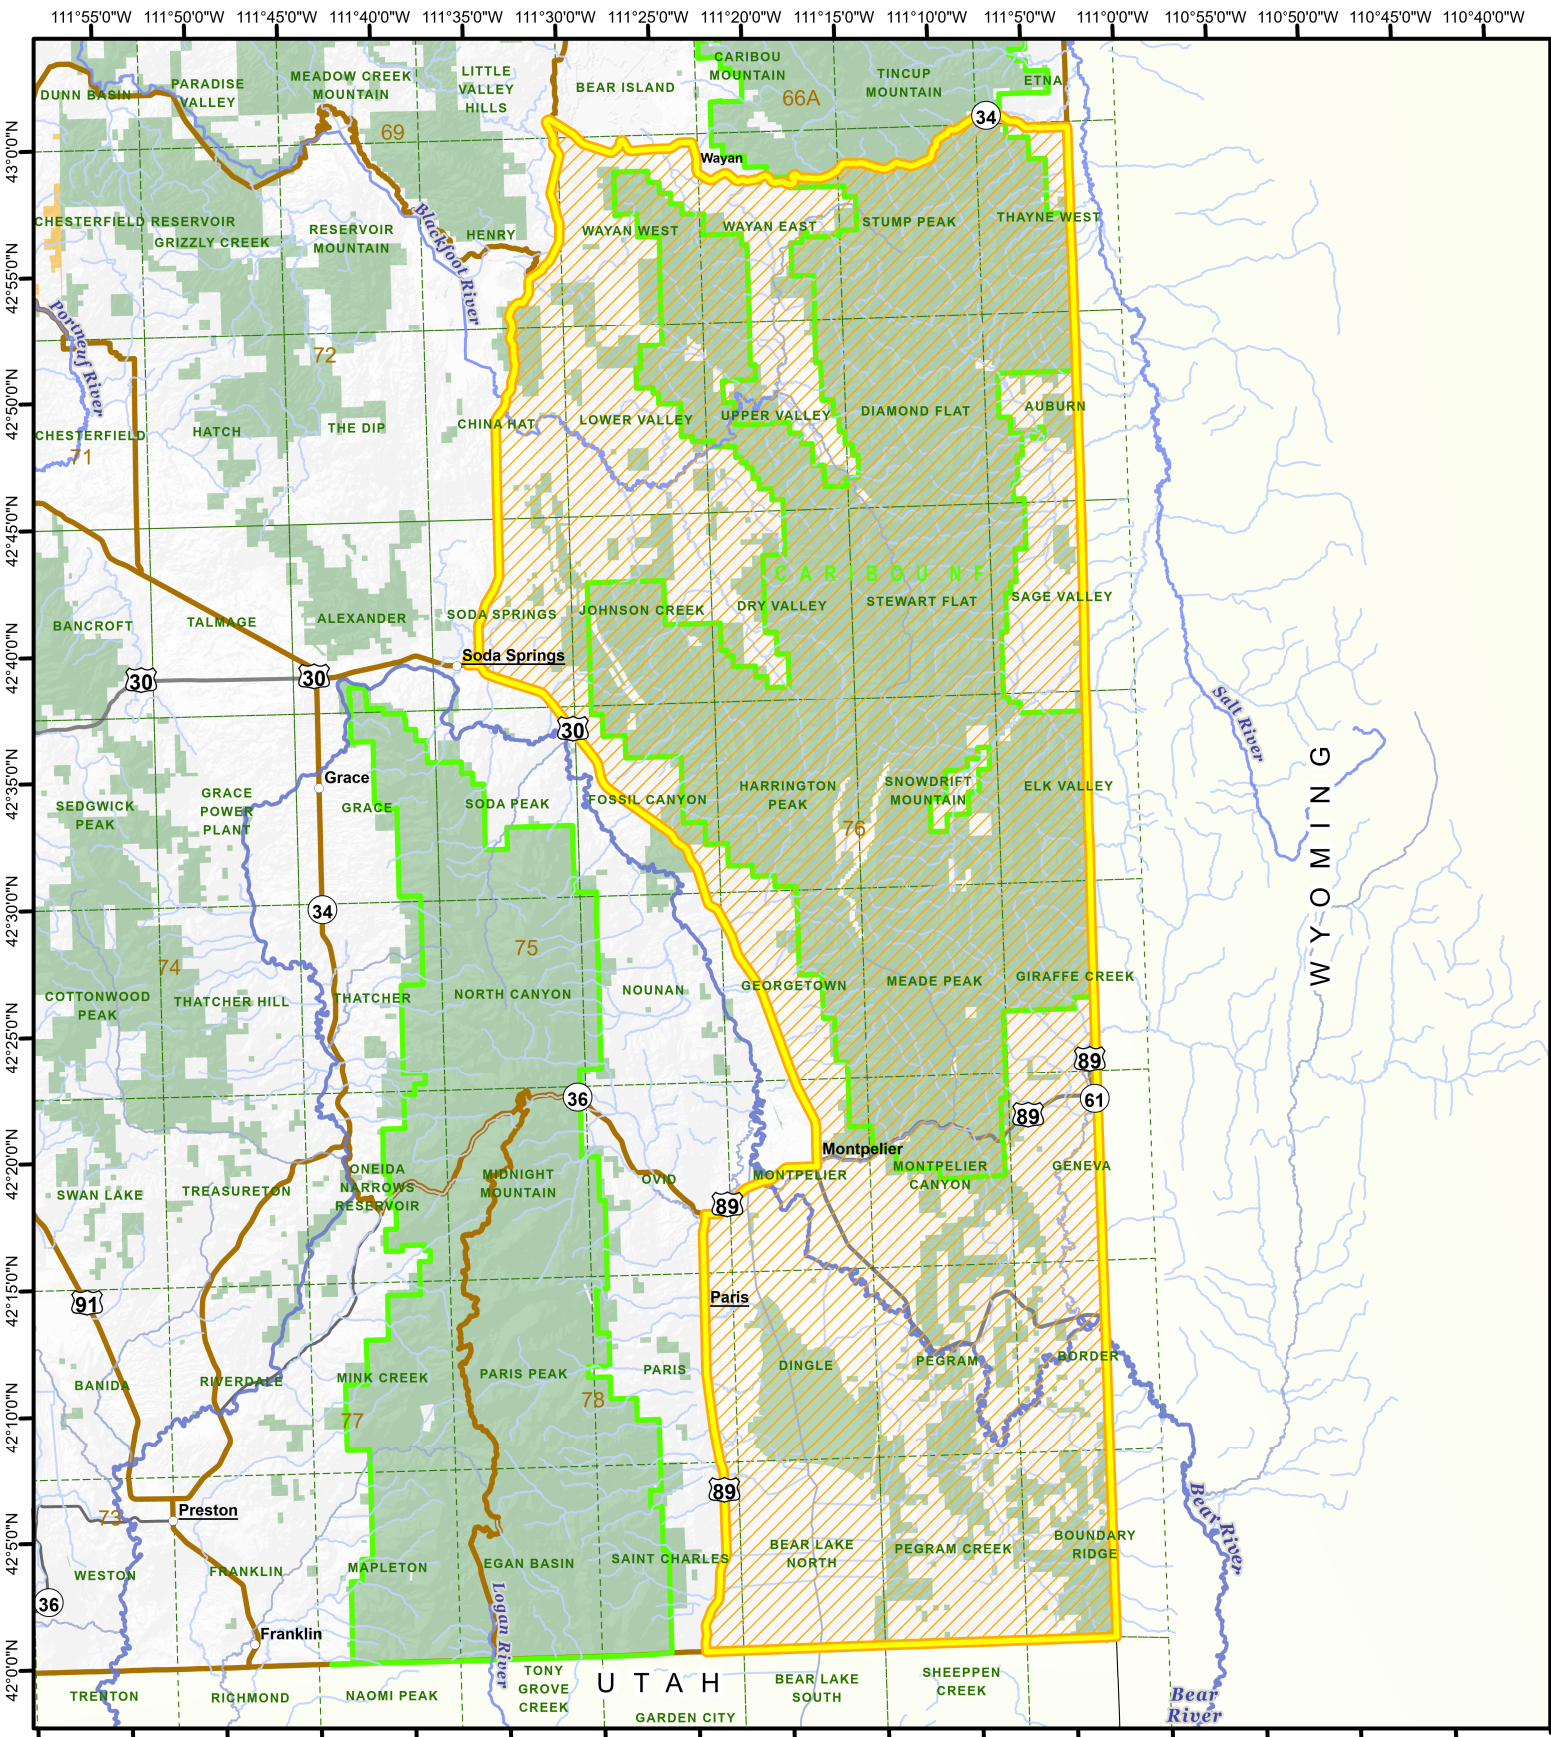 111°55'0"W 111°50'0"W 111°45'0"W 111°40'0"W 111°35'0"W 111°30'0"W 111°25'0"W 111°20'0"W 111°15'0"W 111°10'0"W 111°5'0"W 111°0'0"W 110°55'0"W 110°50'0"W 110°45'0"W 110°40'0"W
43°0'0"N
42°55'0"N
42°50'0"N
42°45'0"N
42°40'0"N
42°35'0"N
42°30'0"N
42°25'0"N
42°20'0"N
42°15'0"N
42°10'0"N
42°5'0"N
42°0'0"N
DUNN BASIN
PARADISE
VALLEY
MEADOW CREEK
MOUNTAIN
LITTLE
VALLEY
HILLS
BEAR ISLAND
CARIBOU
MOUNTAIN
66A
TINCUP
MOUNTAIN
ETNA
69
34
Wayan
CHESTERFIELD RESERVOIR
GRIZZLY CREEK
RESERVOIR
MOUNTAIN
Blackfoot River
HENRY
WAYAN WEST
WAYAN EAST
STUMP PEAK
THAYNE WEST
Portneuf River
72
CHESTERFIELD
71
HATCH
THE DIP
CHINA HAT
LOWER VALLEY
UPPER VALLEY
DIAMOND FLAT
AUBURN
CARIBOU NF
BANCROFT
TALMAGE
ALEXANDER
SODA SPRINGS
JOHNSON CREEK
DRY VALLEY
STEWART FLAT
SAGE VALLEY
Soda Springs
30
30
30
Salt River
WYOMING
Grace
SEDGWICK
PEAK
GRACE
POWER
PLANT
GRACE
SODA PEAK
FOSSIL CANYON
HARRINGTON
PEAK
SNOWDRIFT
MOUNTAIN
ELK VALLEY
76
34
74
75
COTTONWOOD
PEAK
THATCHER HILL
THATCHER
NORTH CANYON
NOUNAN
GEORGETOWN
MEADE PEAK
GIRAFFE CREEK
89
61
89
36
Montpelier
SWAN LAKE
TREASURETON
ONEIDA
NARROWS
RESERVOIR
MIDNIGHT
MOUNTAIN
OVID
MONTPELIER
MONTPELIER
CANYON
GENEVA
89
91
Paris
BANIDA
RIVERDALE
MINK CREEK
PARIS PEAK
PARIS
DINGLE
PEGRAM
BORDER
77
78
89
73
Preston
WESTON
FRANKLIN
MAPLETON
EGAN BASIN
SAINT CHARLES
BEAR LAKE
NORTH
PEGRAM CREEK
BOUNDARY
RIDGE
Bear River
36
Franklin
Logan River
TRENTON
RICHMOND
NAOMI PEAK
TONY
GROVE
CREEK
UTAH
GARDEN CITY
BEAR LAKE
SOUTH
SHEEPPEN
CREEK
Bear
River